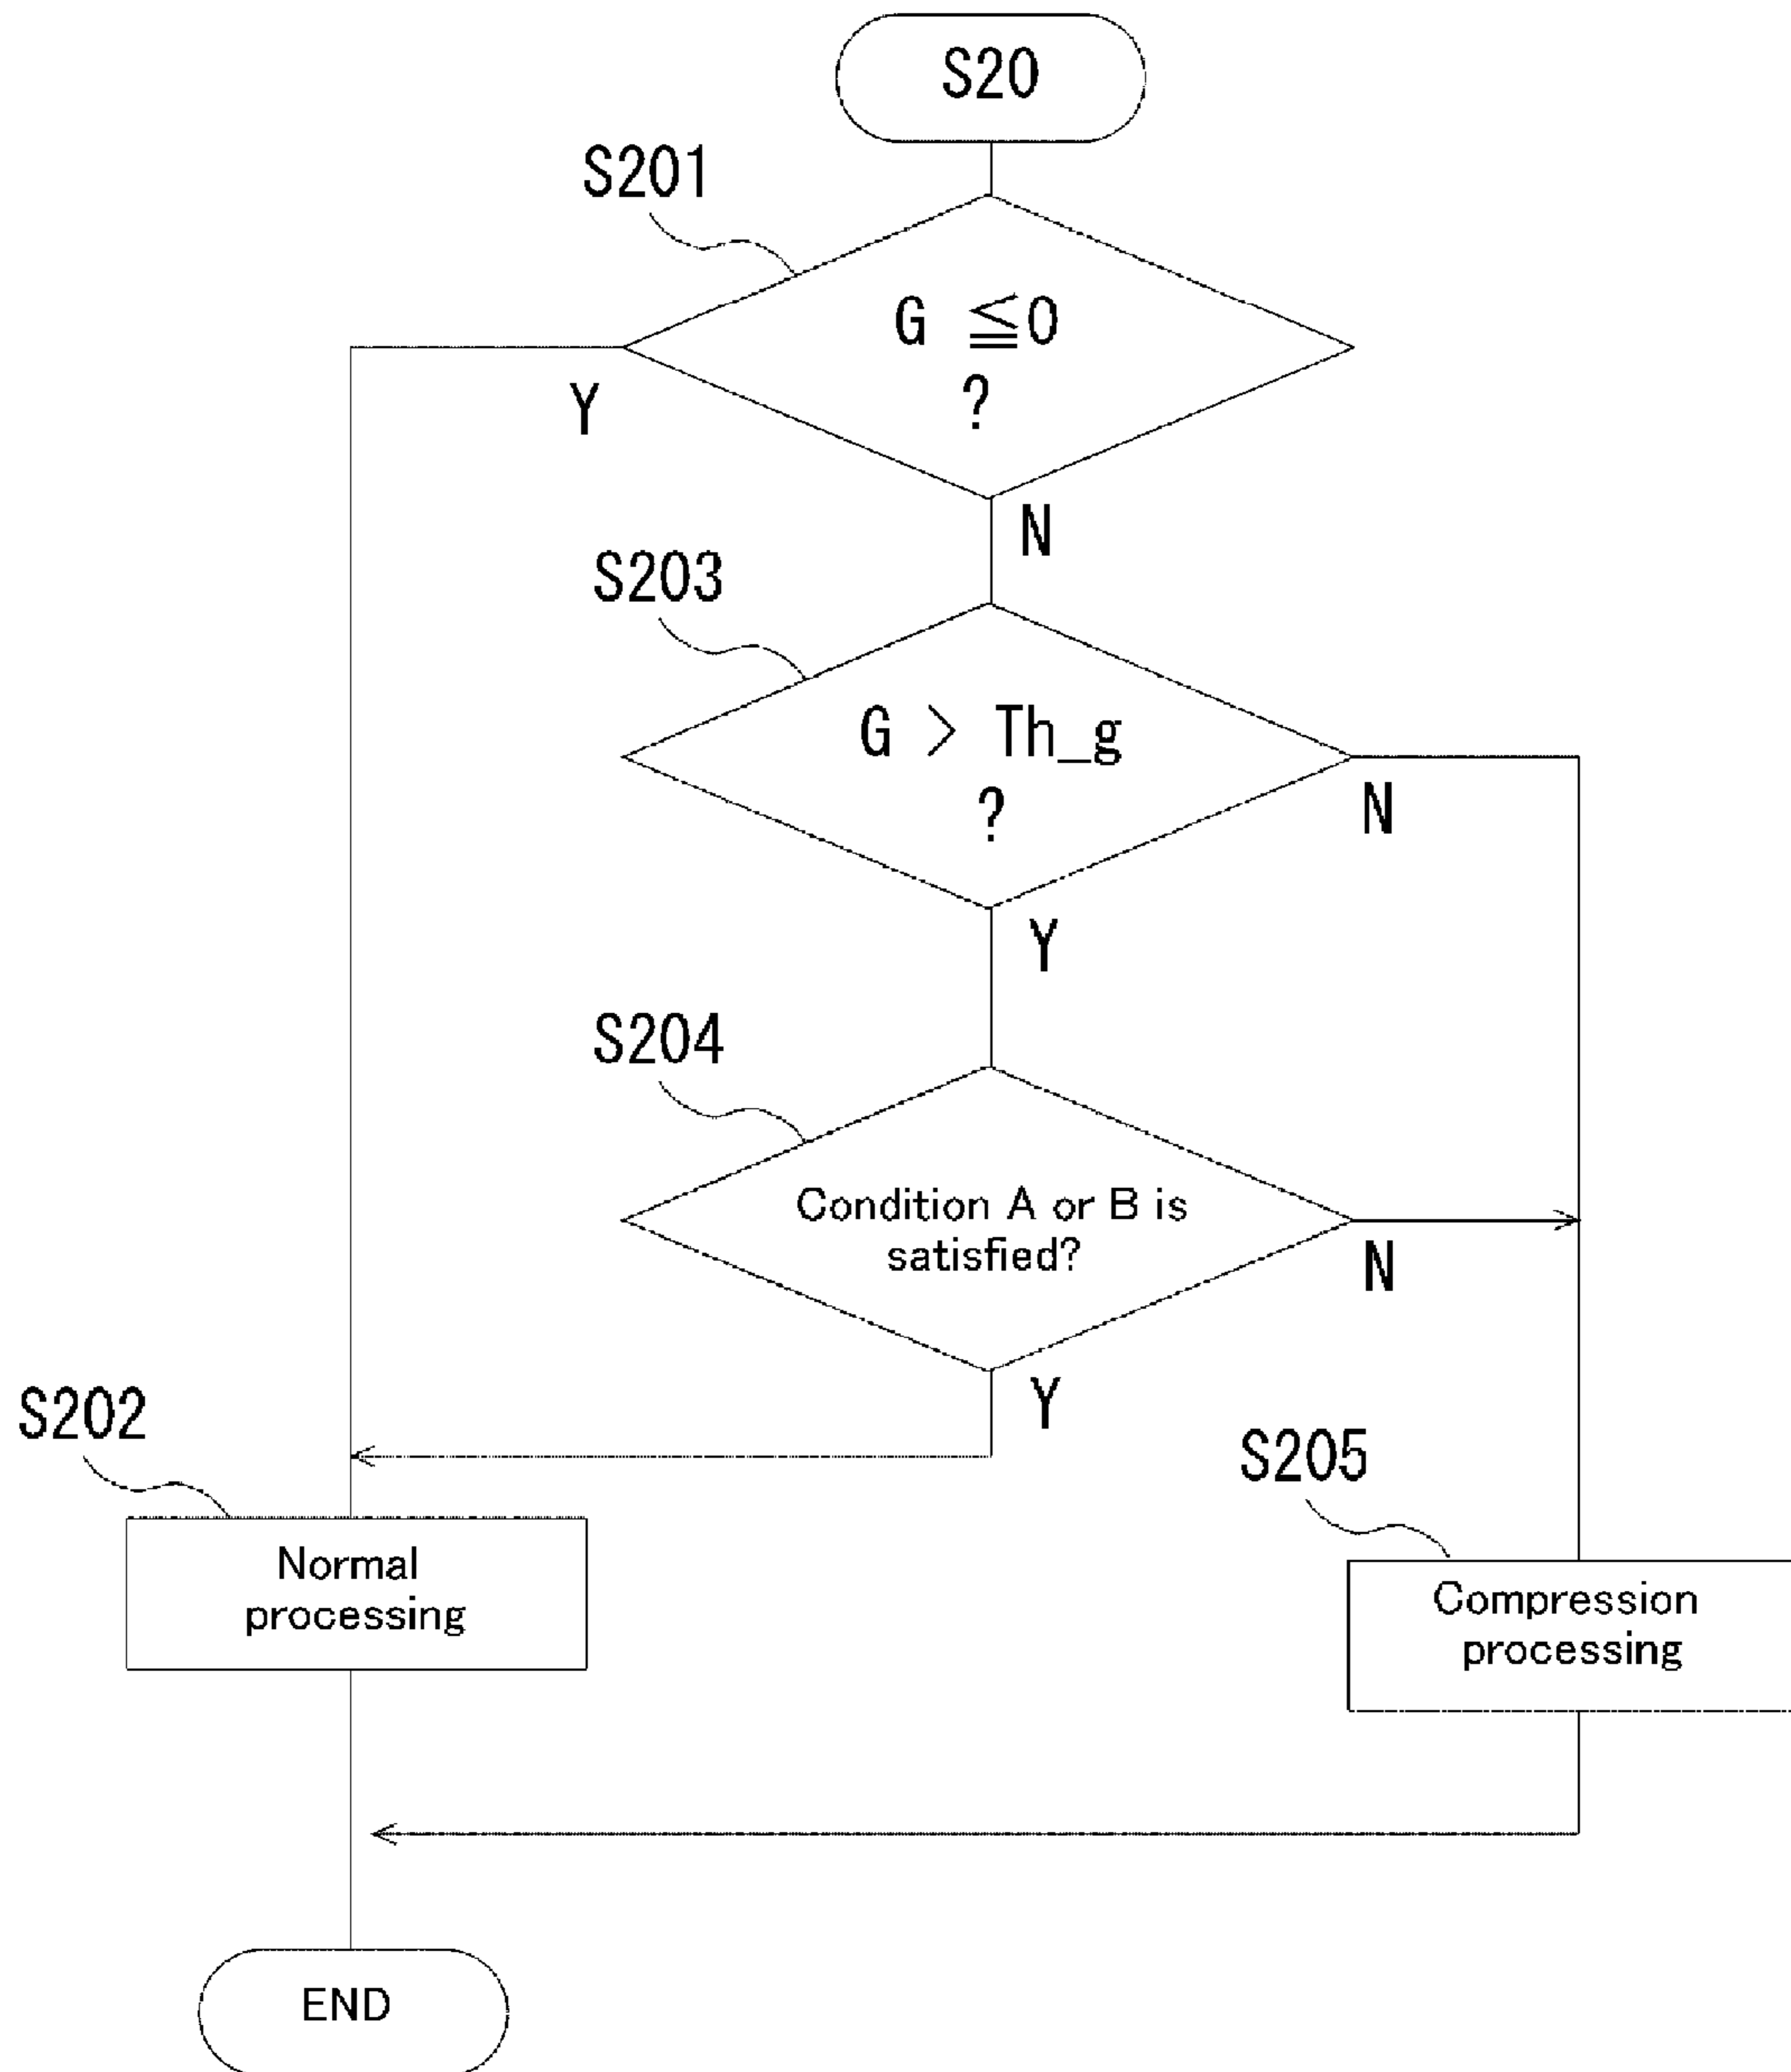 S20
S201
G ≦0
?
Y
N
S203
G > Th_g
?
N
Y
S204
Condition A or B is
satisfied?
N
Y
S202
S205
Normal
processing
Compression
processing
END